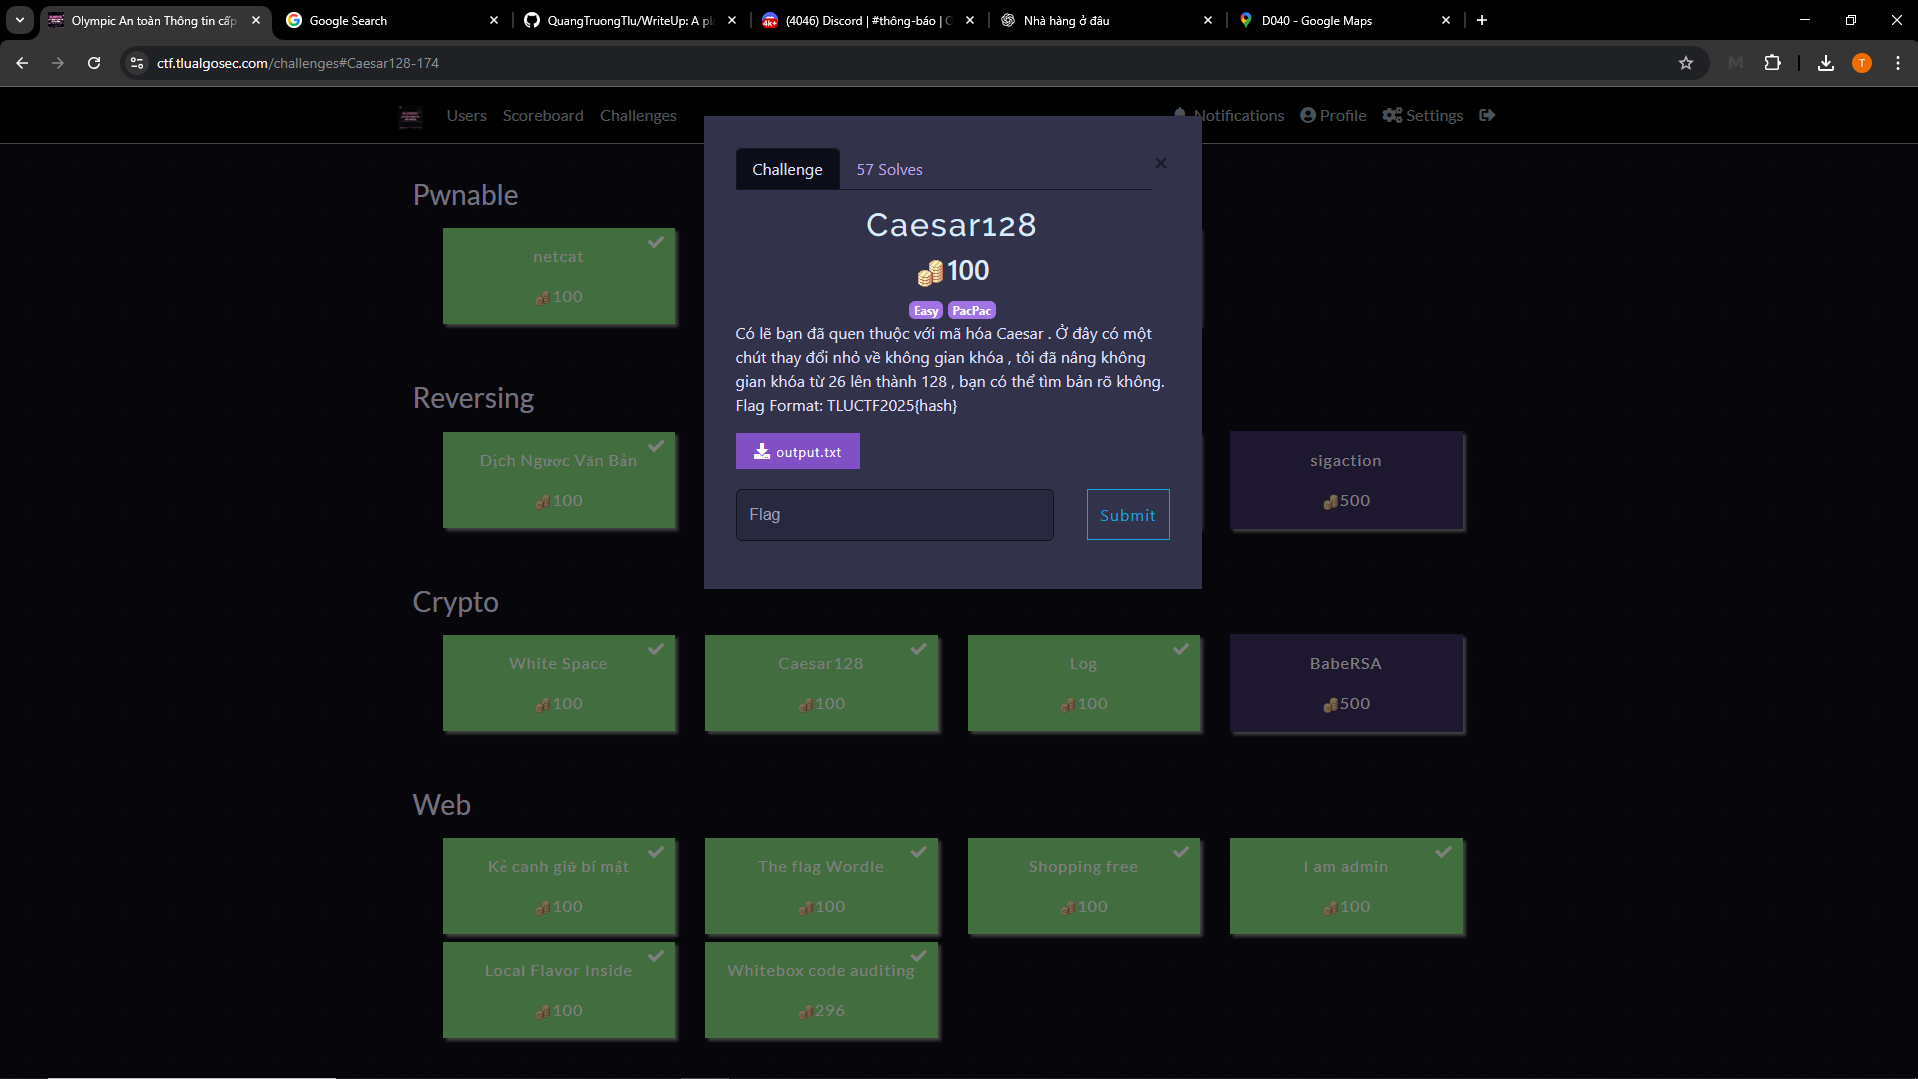 Olympic An toàn Thông tin cấp
Google Search
QuangTruongTlu/WriteUp: A pl
(4046) Discord | #thông-báo | O
Nhà hàng ở đâu
D040 - Google Maps
ctf.tlualgosec.com/challenges#Caesar128-174
M
T
Users
Scoreboard
Challenges
Notifications
Profile
Settings
Challenge
57 Solves
Caesar128
100
Easy
PacPac
Có lẽ bạn đã quen thuộc với mã hóa Caesar . Ở đây có một
chút thay đổi nhỏ về không gian khóa , tôi đã nâng không
gian khóa từ 26 lên thành 128 , bạn có thể tìm bản rõ không.
Flag Format: TLUCTF2025{hash}
output.txt
Flag
Submit
Pwnable
netcat
100
Reversing
Dịch Ngược Văn Bản
100
sigaction
500
Crypto
White Space
100
Caesar128
100
Log
100
BabeRSA
500
Web
Kẻ canh giữ bí mật
100
The flag Wordle
100
Shopping free
100
I am admin
100
Local Flavor Inside
100
Whitebox code auditing
296